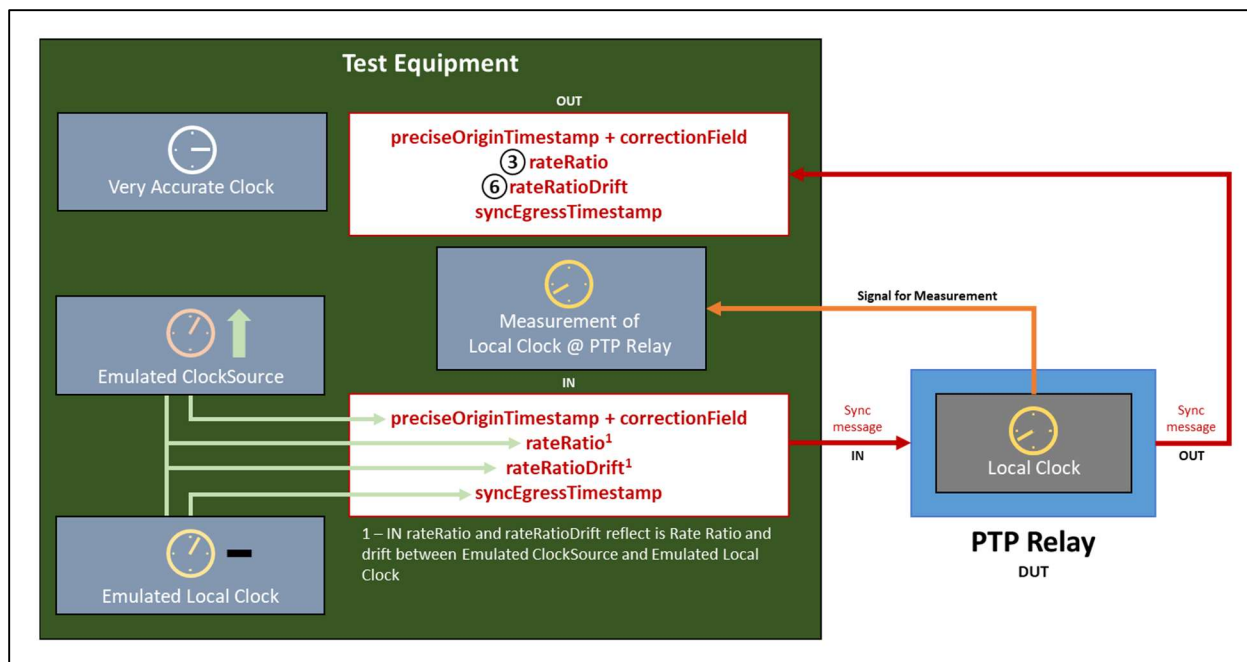 Test Equipment
OUT
preciseOriginTimestamp + correctionField
3 rateRatio
6 rateRatioDrift
syncEgressTimestamp
Very Accurate Clock
Measurement of
Local Clock @ PTP Relay
Signal for Measurement
Emulated ClockSource
IN
preciseOriginTimestamp + correctionField
rateRatio¹
rateRatioDrift¹
syncEgressTimestamp
Sync
message
IN
Local Clock
Sync
message
OUT
Emulated Local Clock
1 – IN rateRatio and rateRatioDrift reflect is Rate Ratio and
drift between Emulated ClockSource and Emulated Local
Clock
PTP Relay
DUT